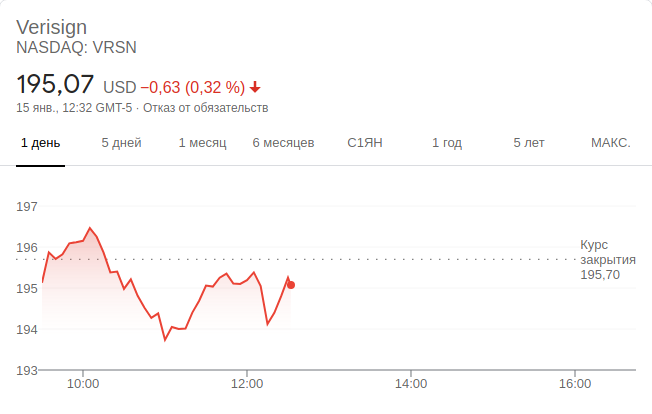 Verisign
NASDAQ: VRSN
195,07 USD −0,63 (0,32 %)
15 янв., 12:32 GMT-5 · Отказ от обязательств
1 день 5 дней 1 месяц 6 месяцев С1ЯН 1 год 5 лет МАКС.
197
196
195
194
193
Курс
закрытия
195,70
10:00 12:00 14:00 16:00